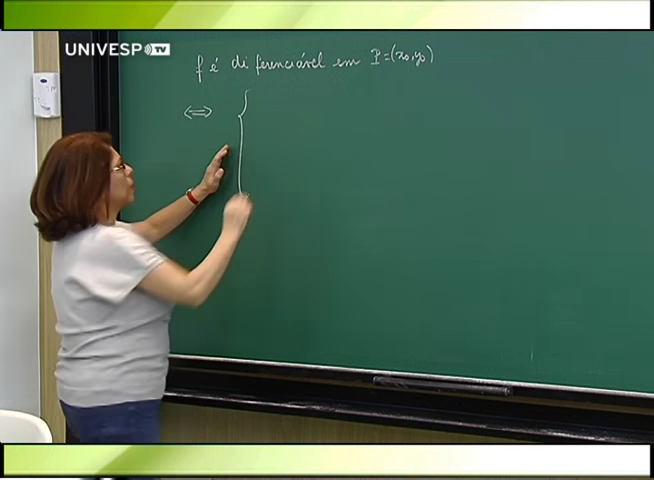 UNIVESP TV
f é diferenciável em P=(x₀,y₀)
⟺ {